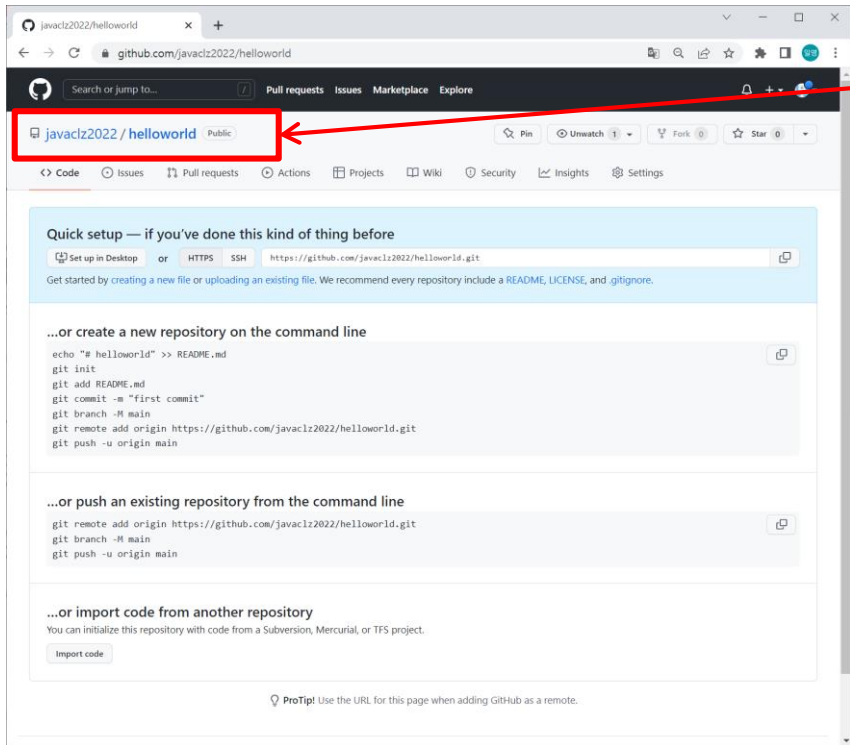 javaclz2022/helloworld
github.com/javaclz2022/helloworld
일영
Search or jump to...
/
Pull requests Issues Marketplace Explore
javaclz2022 / helloworld Public
Pin
Unwatch 1
Fork 0
Star 0
<> Code Issues Pull requests Actions Projects Wiki Security Insights Settings
Quick setup — if you've done this kind of thing before
Set up in Desktop or HTTPS SSH https://github.com/javaclz2022/helloworld.git
Get started by creating a new file or uploading an existing file. We recommend every repository include a README, LICENSE, and .gitignore.
...or create a new repository on the command line
echo "# helloworld" >> README.md
git init
git add README.md
git commit -m "first commit"
git branch -M main
git remote add origin https://github.com/javaclz2022/helloworld.git
git push -u origin main
...or push an existing repository from the command line
git remote add origin https://github.com/javaclz2022/helloworld.git
git branch -M main
git push -u origin main
...or import code from another repository
You can initialize this repository with code from a Subversion, Mercurial, or TFS project.
Import code
ProTip! Use the URL for this page when adding GitHub as a remote.